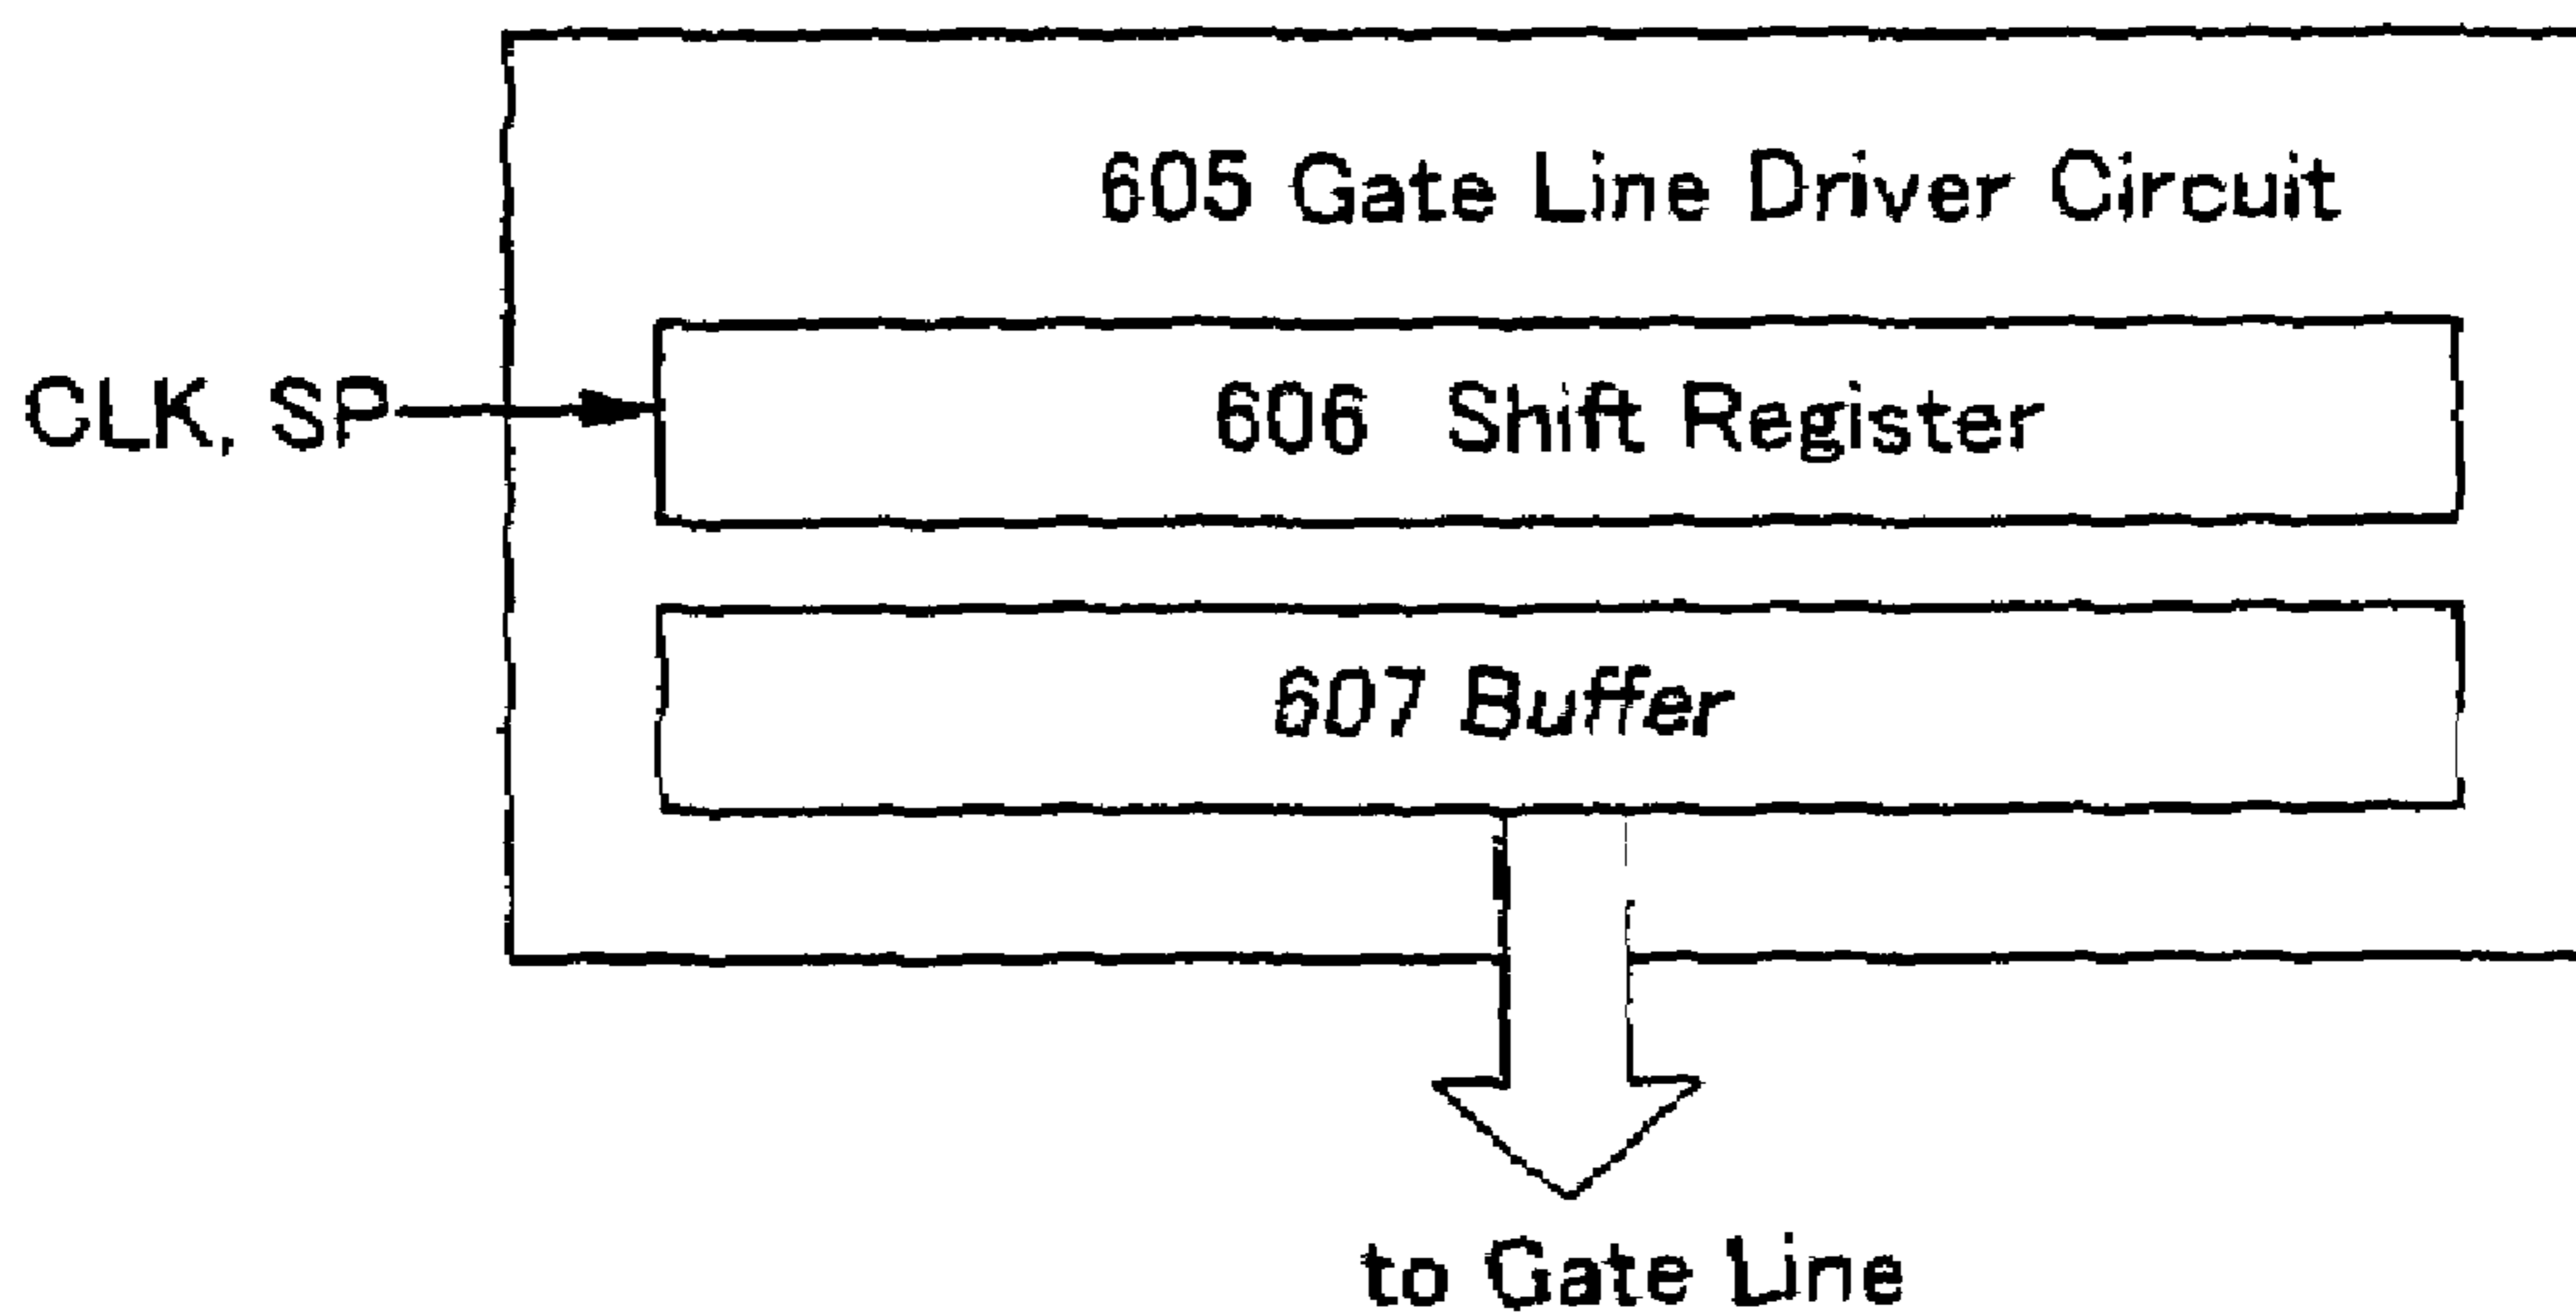 605 Gate Line Driver Circuit
CLK, SP
606 Shift Register
607 Buffer
to Gate Line